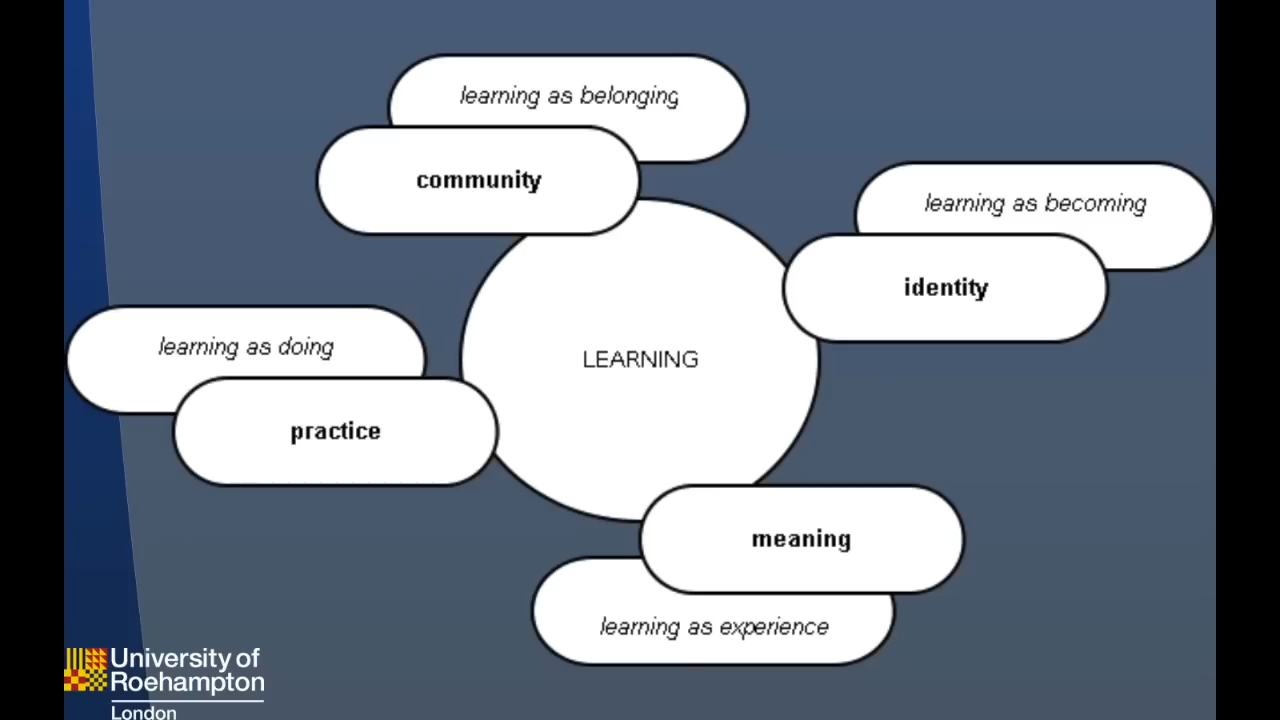 learning as belonging
community
learning as becoming
identity
learning as doing
LEARNING
practice
meaning
learning as experience
University of
Roehampton
London